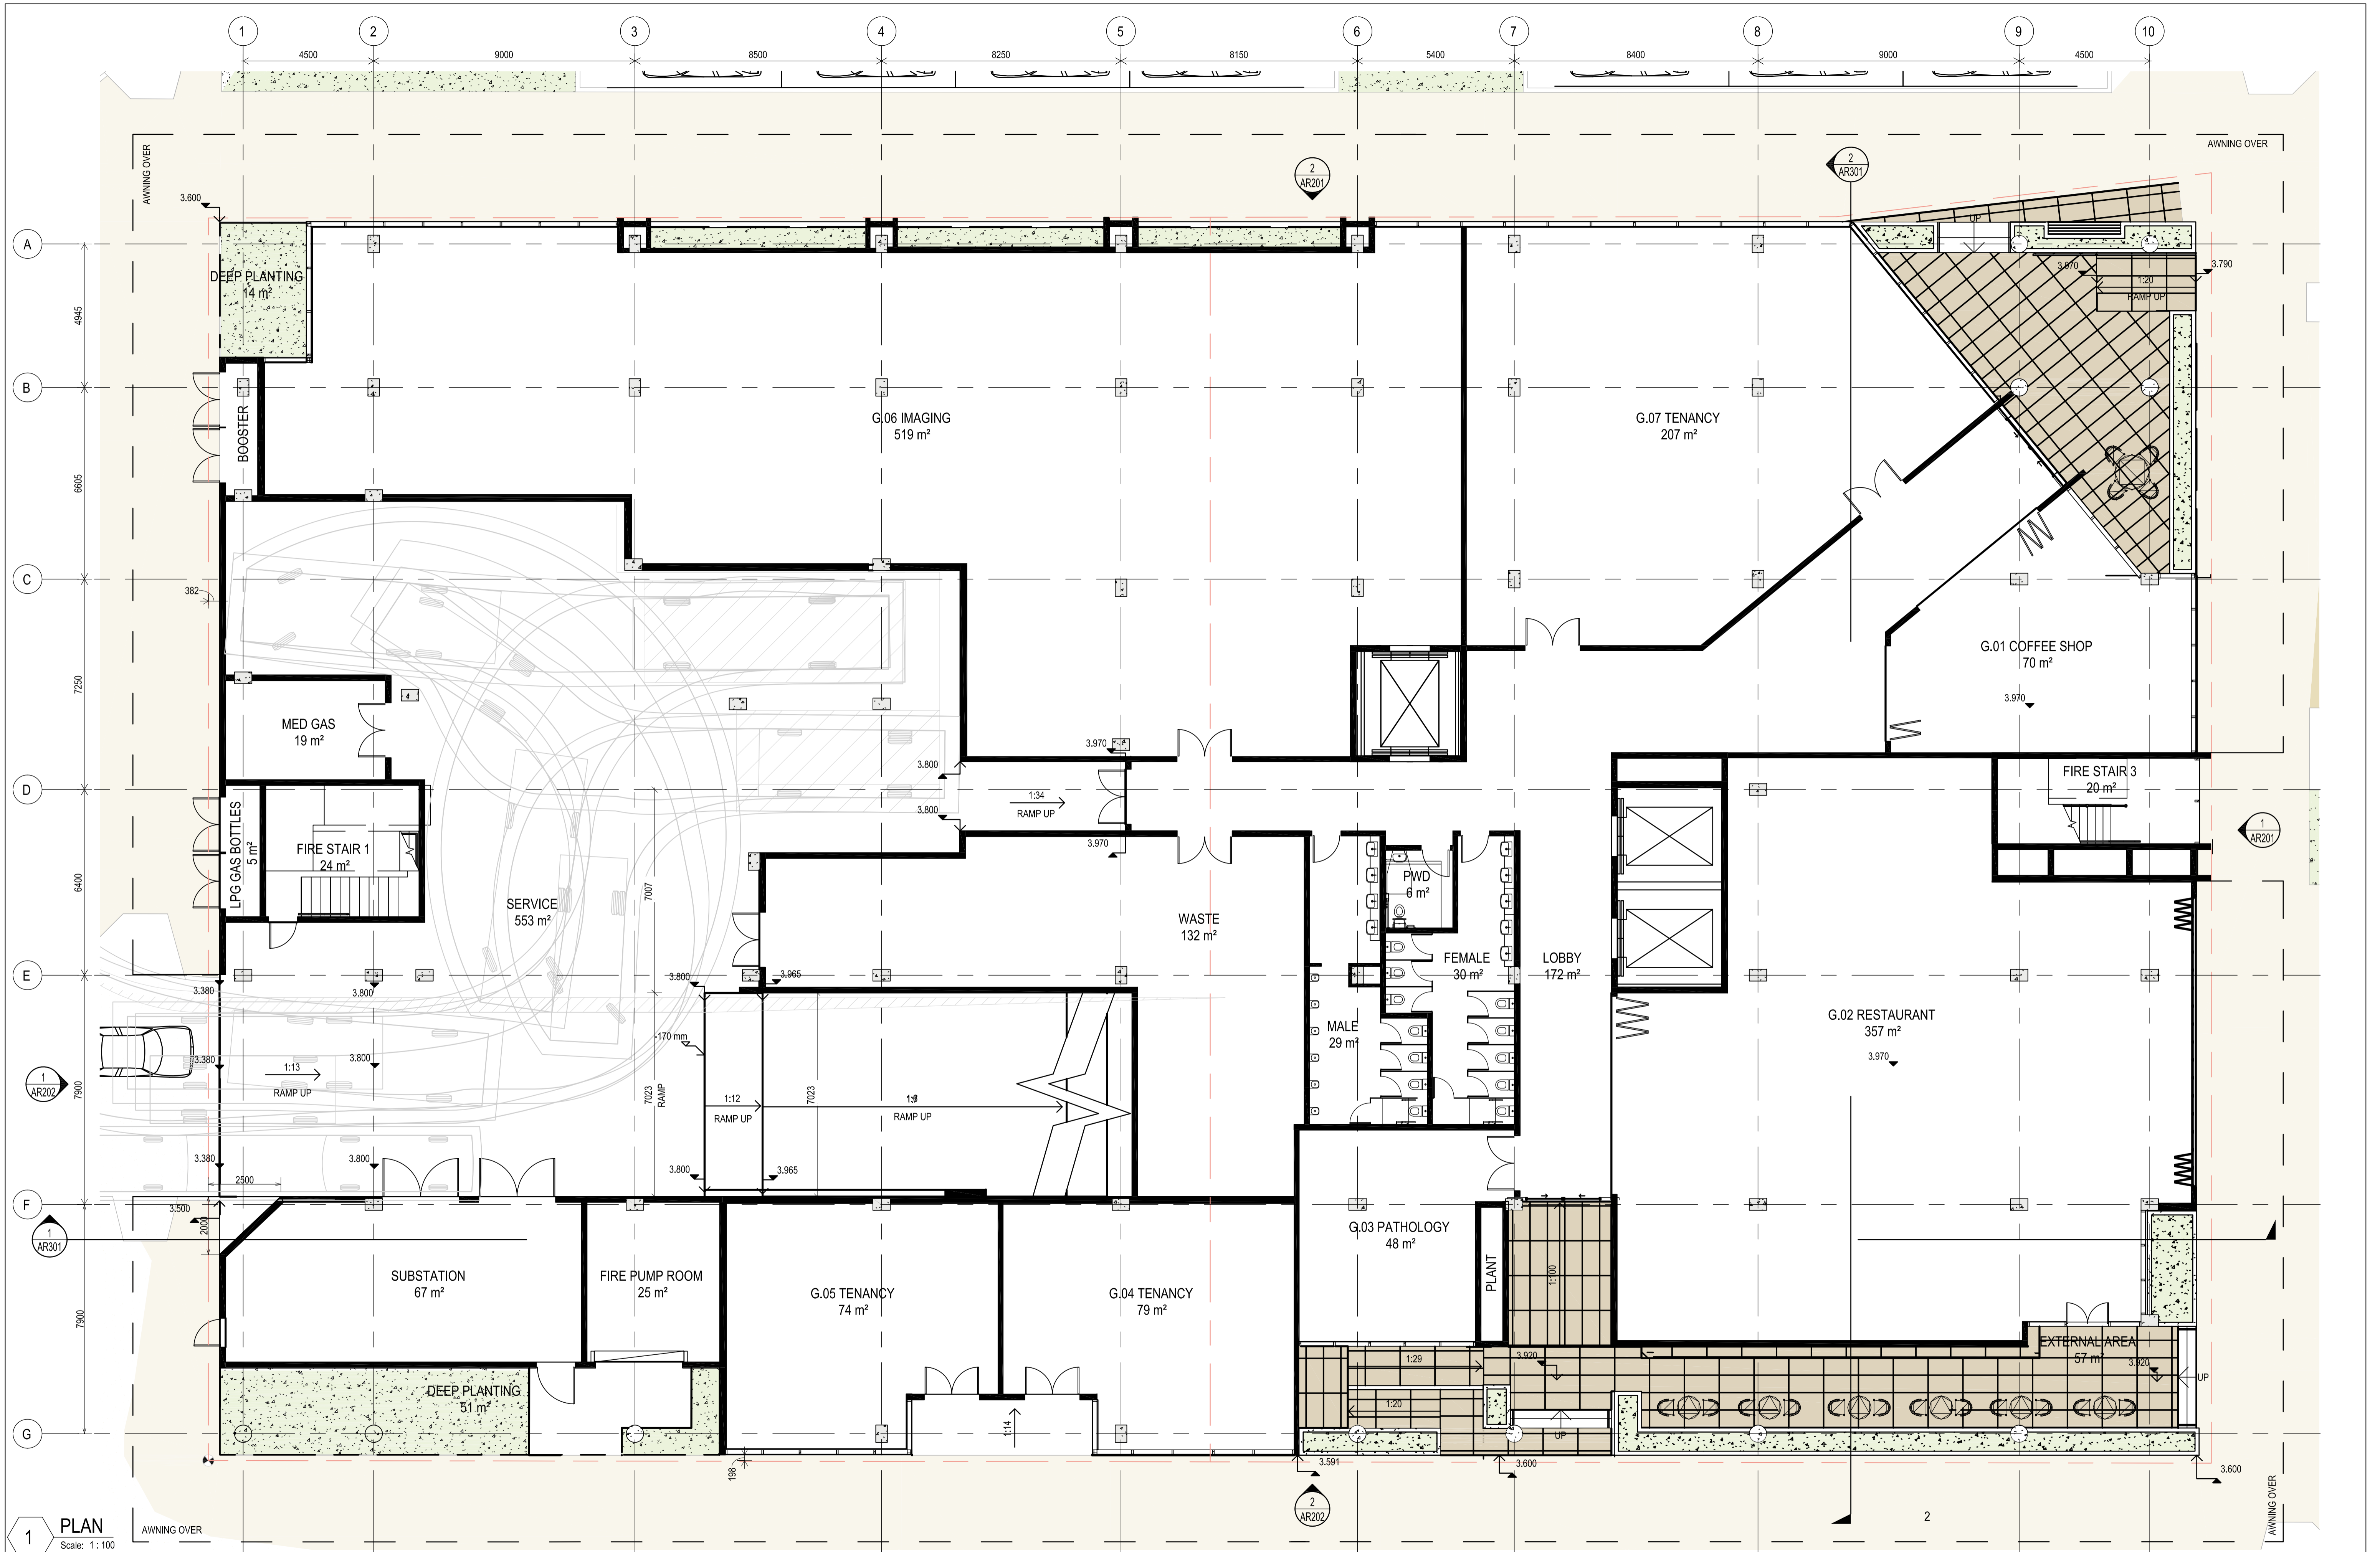 1
2
3
4
5
6
7
8
9
10
4500
9000
8500
8250
8150
5400
8400
9000
4500
AWNING OVER
AWNING OVER
2
AR201
2
AR301
3.600
A
UP
DEEP PLANTING
14 m²
3.970
3.790
1:20
RAMP UP
4945
B
BOOSTER
G.06 IMAGING
519 m²
G.07 TENANCY
207 m²
6605
C
382
G.01 COFFEE SHOP
70 m²
3.970
7250
MED GAS
19 m²
3.970
3.800
D
1:34
RAMP UP
3.800
3.970
FIRE STAIR 3
20 m²
1
AR201
LPG GAS BOTTLES
5 m²
FIRE STAIR 1
24 m²
6400
SERVICE
553 m²
7007
PWD
6 m²
WASTE
132 m²
FEMALE
30 m²
LOBBY
172 m²
E
3.380
3.800
3.800
3.965
-170 mm
MALE
29 m²
G.02 RESTAURANT
357 m²
3.970
3.380
3.800
1:13
RAMP UP
1
AR202
7900
7023
RAMP
1:12
RAMP UP
7023
RAMP UP
3.380
3.800
3.800
3.965
2500
F
3.500
2000
1
AR301
G.03 PATHOLOGY
48 m²
PLANT
1:100
SUBSTATION
67 m²
FIRE PUMP ROOM
25 m²
G.05 TENANCY
74 m²
G.04 TENANCY
79 m²
7900
EXTERNAL AREA
57 m²
3.920
1:29
3.920
UP
DEEP PLANTING
51 m²
1:20
1:14
G
UP
198
3.591
3.600
3.600
2
AR202
2
AWNING OVER
AWNING OVER
1
PLAN
Scale: 1 : 100